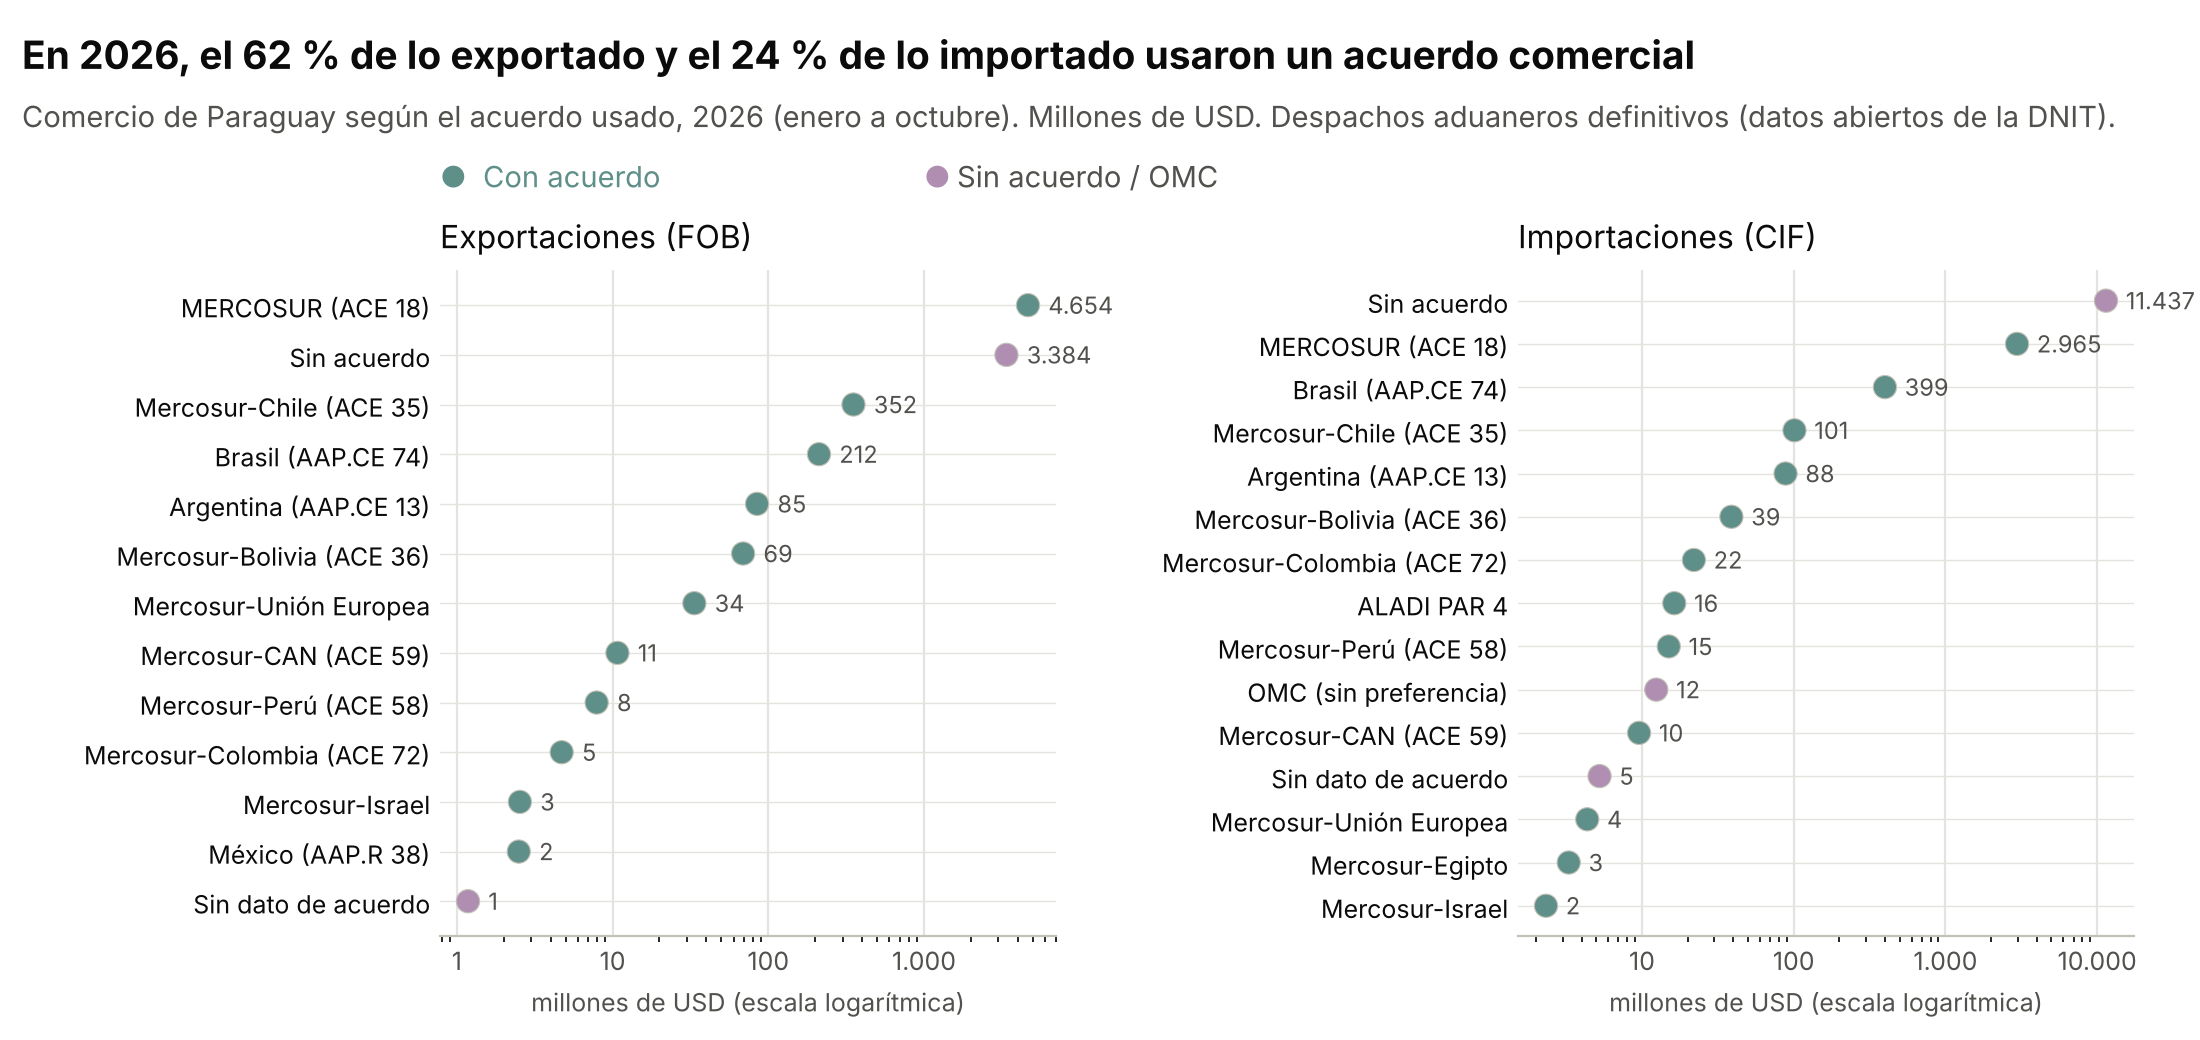 En 2026, el 62 % de lo exportado y el 24 % de lo importado usaron un acuerdo comercial
Comercio de Paraguay según el acuerdo usado, 2026 (enero a octubre). Millones de USD. Despachos aduaneros definitivos (datos abiertos de la DNIT).
Con acuerdo
Sin acuerdo / OMC
Exportaciones (FOB)
MERCOSUR (ACE 18) 4.654
Sin acuerdo 3.384
Mercosur-Chile (ACE 35) 352
Brasil (AAP.CE 74) 212
Argentina (AAP.CE 13) 85
Mercosur-Bolivia (ACE 36) 69
Mercosur-Unión Europea 34
Mercosur-CAN (ACE 59) 11
Mercosur-Perú (ACE 58) 8
Mercosur-Colombia (ACE 72) 5
Mercosur-Israel 3
México (AAP.R 38) 2
Sin dato de acuerdo 1
1 10 100 1.000
millones de USD (escala logarítmica)
Importaciones (CIF)
Sin acuerdo 11.437
MERCOSUR (ACE 18) 2.965
Brasil (AAP.CE 74) 399
Mercosur-Chile (ACE 35) 101
Argentina (AAP.CE 13) 88
Mercosur-Bolivia (ACE 36) 39
Mercosur-Colombia (ACE 72) 22
ALADI PAR 4 16
Mercosur-Perú (ACE 58) 15
OMC (sin preferencia) 12
Mercosur-CAN (ACE 59) 10
Sin dato de acuerdo 5
Mercosur-Unión Europea 4
Mercosur-Egipto 3
Mercosur-Israel 2
10 100 1.000 10.000
millones de USD (escala logarítmica)